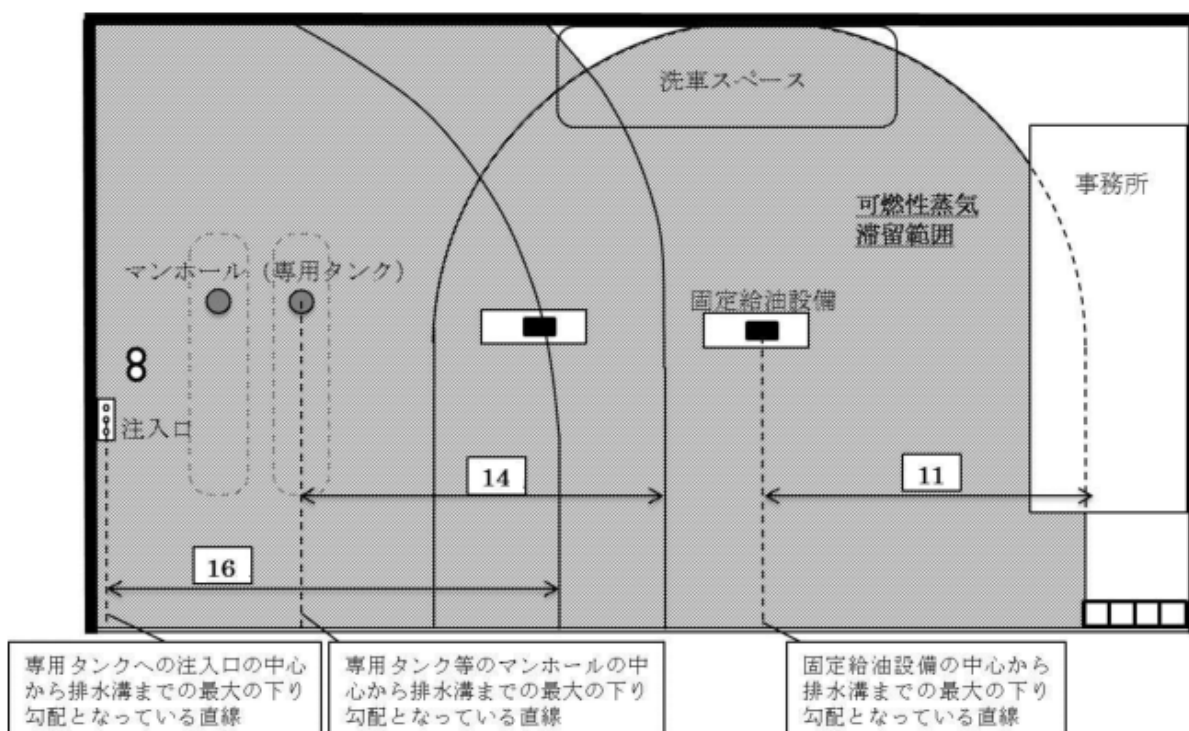 洗車スペース
事務所
可燃性蒸気
滞留範囲
マンホール（専用タンク）
固定給油設備
8
注入口
14
11
16
専用タンクへの注入口の中心
から排水溝までの最大の下り
勾配となっている直線
専用タンク等のマンホールの中
心から排水溝までの最大の下り
勾配となっている直線
固定給油設備の中心から
排水溝までの最大の下り
勾配となっている直線